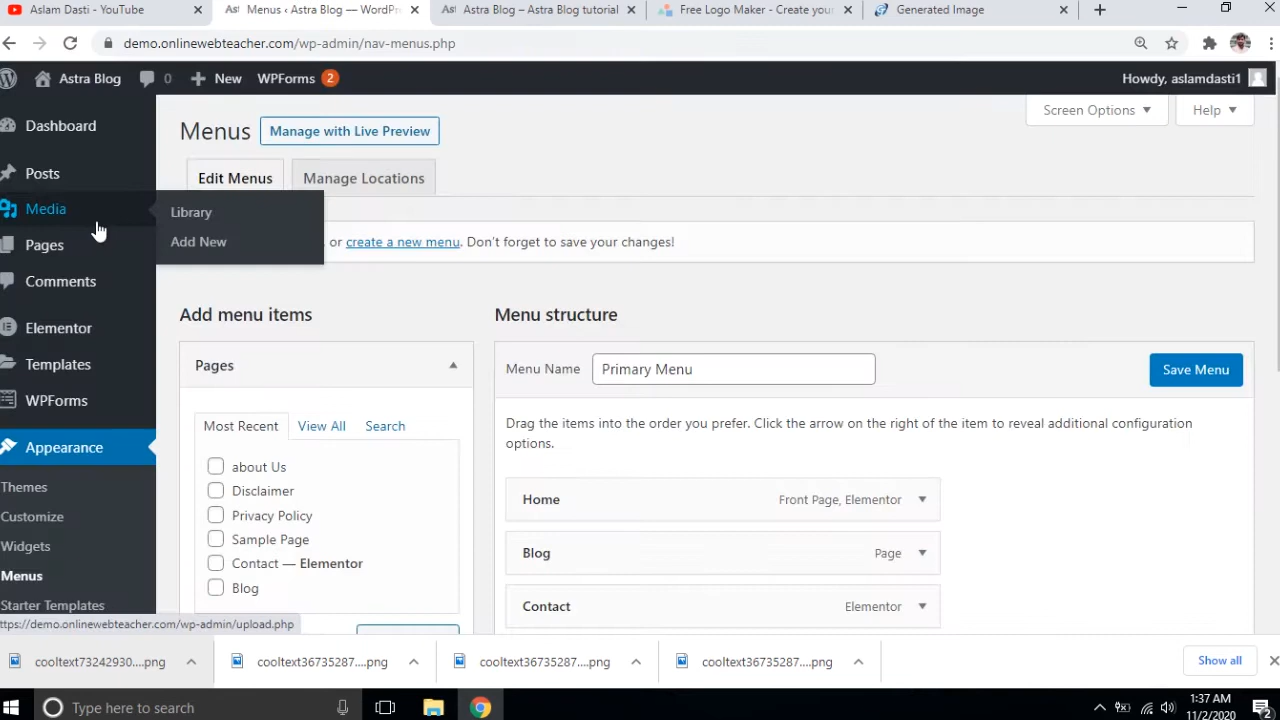 Aslam Dasti - YouTube
Menus ‹ Astra Blog — WordPr
Astra Blog – Astra Blog tutorial
Free Logo Maker - Create your
Generated Image
demo.onlinewebteacher.com/wp-admin/nav-menus.php
Astra Blog
0
New
WPForms 2
Howdy, aslamdasti1
Dashboard
Posts
Media
Pages
Comments
Elementor
Templates
WPForms
Appearance
Themes
Customize
Widgets
Menus
Starter Templates
Library
Add New
Menus
Manage with Live Preview
Screen Options
Help
Edit Menus
Manage Locations
, or create a new menu. Don't forget to save your changes!
Add menu items
Pages
Most Recent
View All
Search
about Us
Disclaimer
Privacy Policy
Sample Page
Contact — Elementor
Blog
Menu structure
Menu Name
Primary Menu
Save Menu
Drag the items into the order you prefer. Click the arrow on the right of the item to reveal additional configuration
options.
Home
Front Page, Elementor
Blog
Page
Contact
Elementor
ttps://demo.onlinewebteacher.com/wp-admin/upload.php
cooltext73242930....png
cooltext36735287....png
cooltext36735287....png
cooltext36735287....png
Show all
Type here to search
1:37 AM
11/2/2020
2